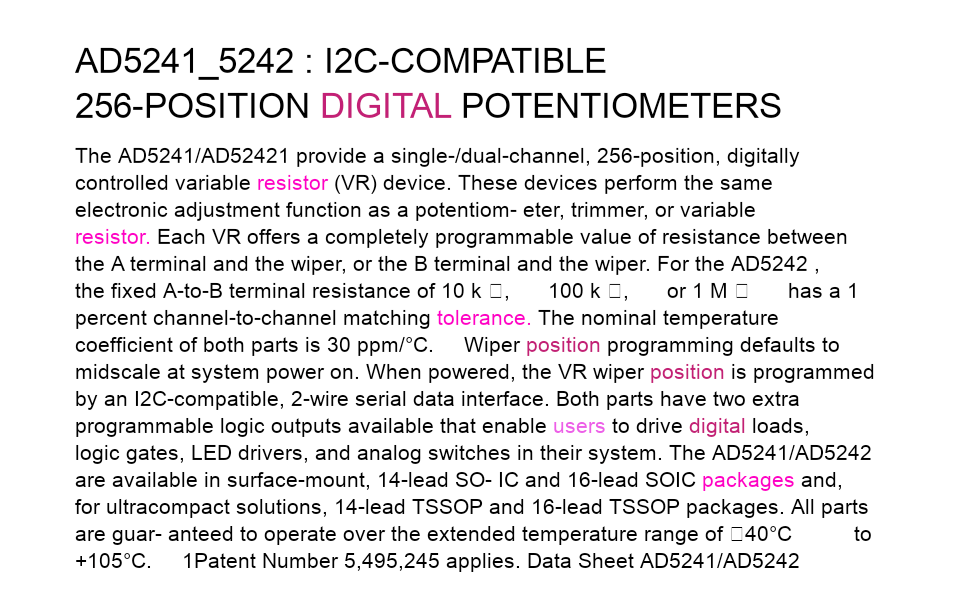 AD5241_5242 : I2C-COMPATIBLE
256-POSITION DIGITAL POTENTIOMETERS
The AD5241/AD52421 provide a single-/dual-channel, 256-position, digitally
controlled variable resistor (VR) device. These devices perform the same
electronic adjustment function as a potentiom- eter, trimmer, or variable
resistor. Each VR offers a completely programmable value of resistance between
the A terminal and the wiper, or the B terminal and the wiper. For the AD5242 ,
the fixed A-to-B terminal resistance of 10 k □, 100 k □, or 1 M □ has a 1
percent channel-to-channel matching tolerance. The nominal temperature
coefficient of both parts is 30 ppm/°C. Wiper position programming defaults to
midscale at system power on. When powered, the VR wiper position is programmed
by an I2C-compatible, 2-wire serial data interface. Both parts have two extra
programmable logic outputs available that enable users to drive digital loads,
logic gates, LED drivers, and analog switches in their system. The AD5241/AD5242
are available in surface-mount, 14-lead SO- IC and 16-lead SOIC packages and,
for ultracompact solutions, 14-lead TSSOP and 16-lead TSSOP packages. All parts
are guar- anteed to operate over the extended temperature range of □40°C to
+105°C. 1Patent Number 5,495,245 applies. Data Sheet AD5241/AD5242